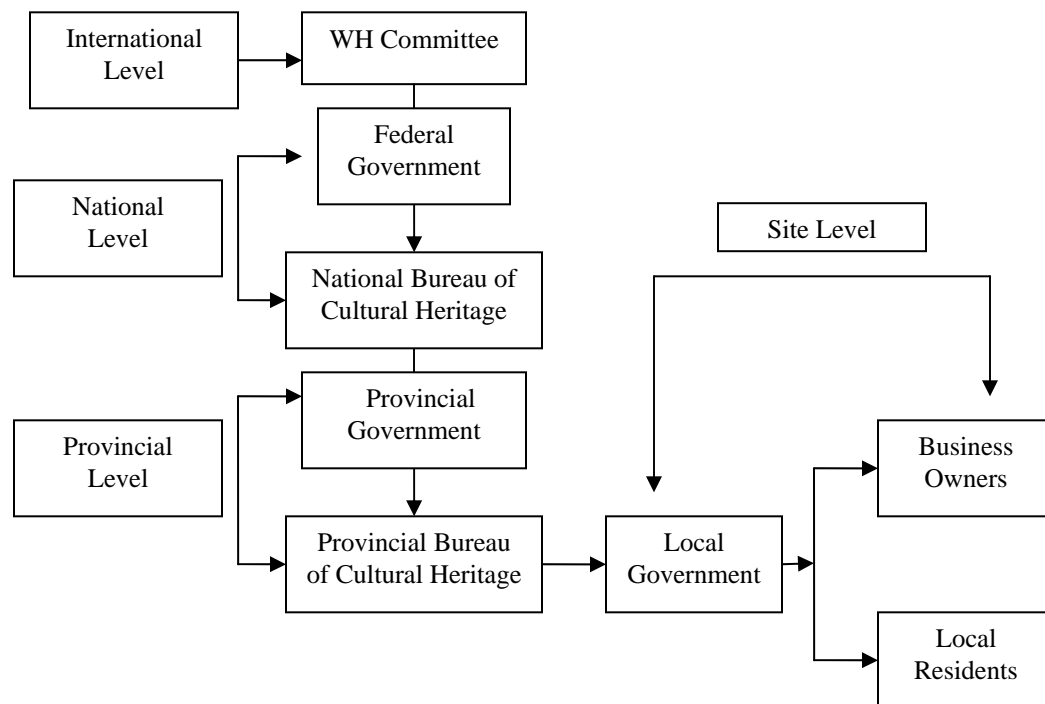 International
Level
WH Committee
Federal
Government
National
Level
Site Level
National Bureau of
Cultural Heritage
Provincial
Government
Provincial
Level
Business
Owners
Provincial Bureau
of Cultural Heritage
Local
Government
Local
Residents